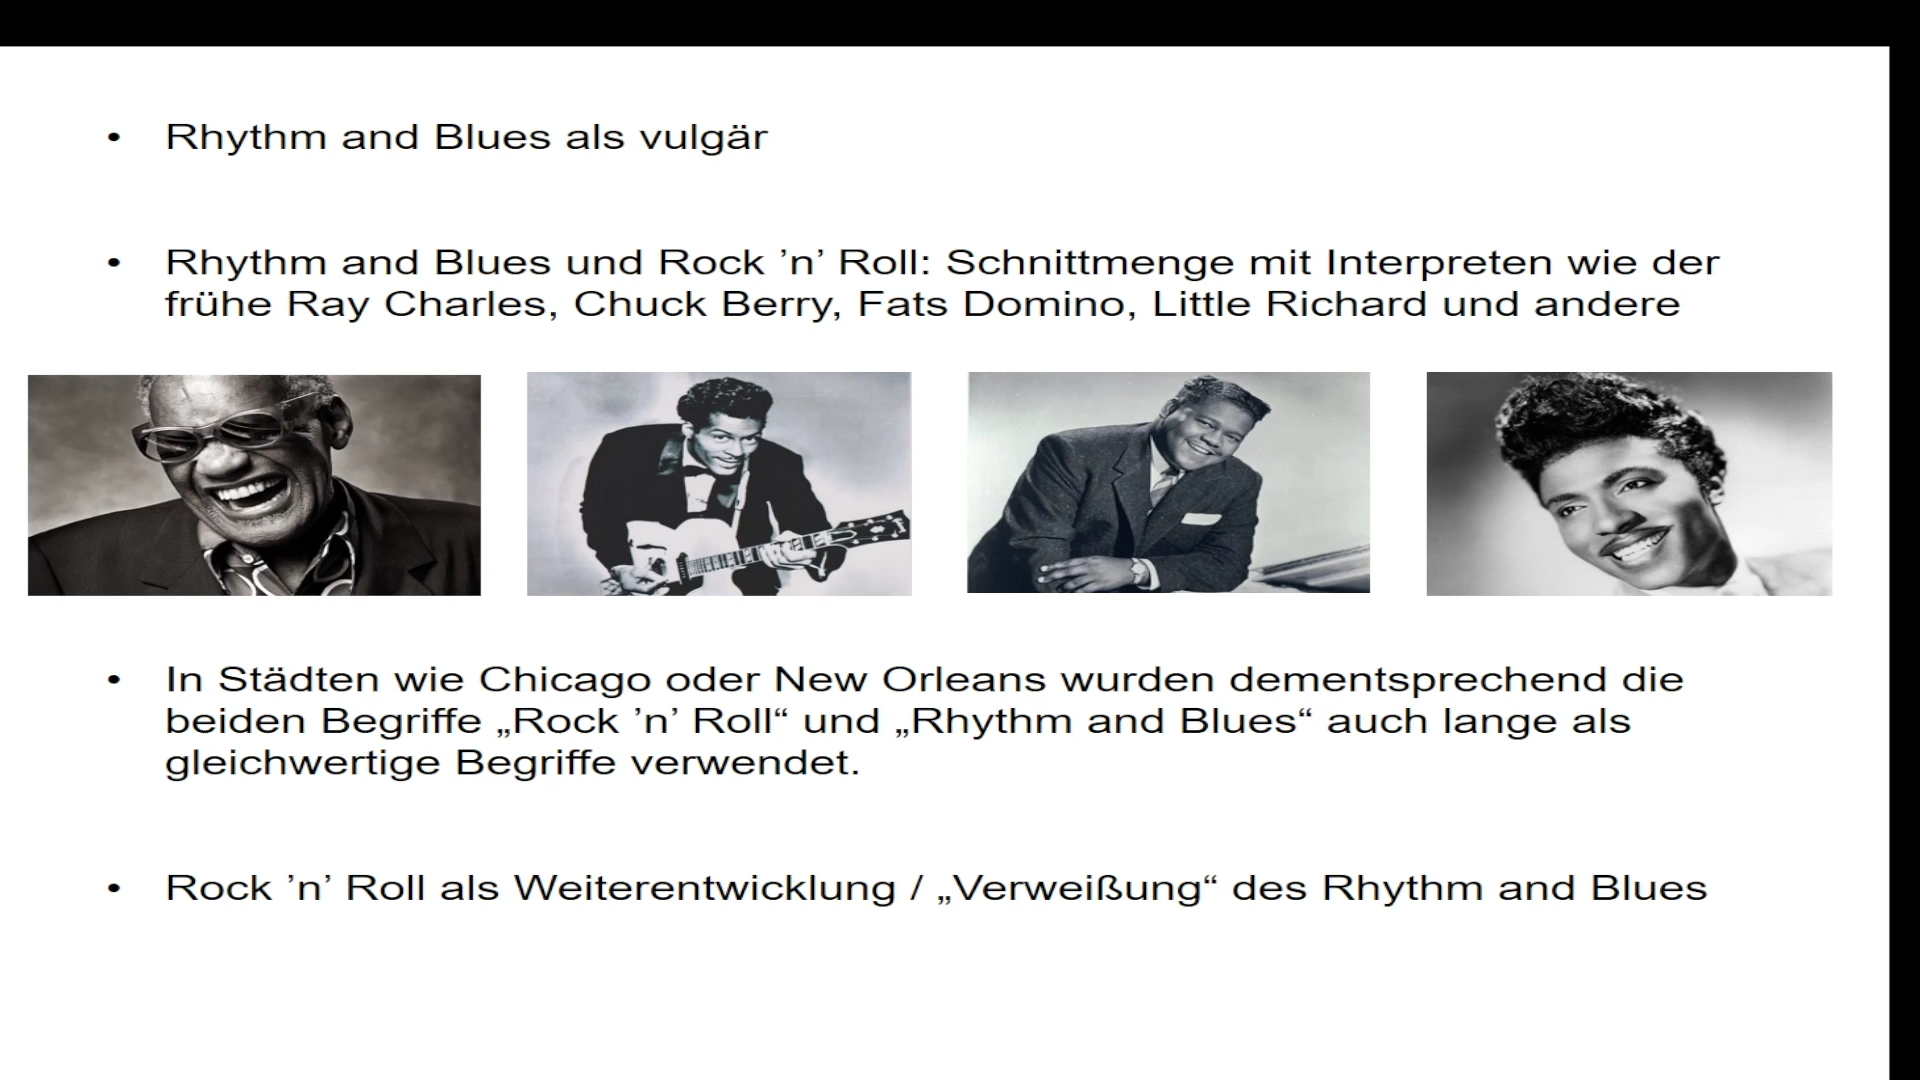 • Rhythm and Blues als vulgär
• Rhythm and Blues und Rock ’n’ Roll: Schnittmenge mit Interpreten wie der
frühe Ray Charles, Chuck Berry, Fats Domino, Little Richard und andere
• In Städten wie Chicago oder New Orleans wurden dementsprechend die
beiden Begriffe „Rock ’n’ Roll“ und „Rhythm and Blues“ auch lange als
gleichwertige Begriffe verwendet.
• Rock ’n’ Roll als Weiterentwicklung / „Verweißung“ des Rhythm and Blues